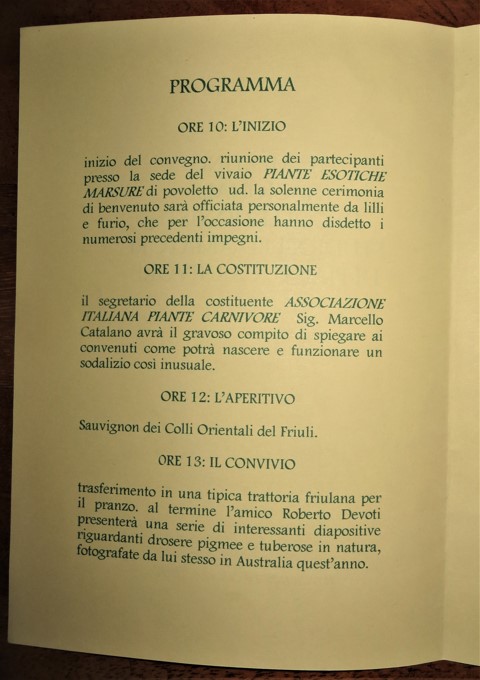 PROGRAMMA
ORE 10: L'INIZIO
inizio del convegno. riunione dei partecipanti
presso la sede del vivaio PIANTE ESOTICHE
MARSURE di povoletto ud. la solenne cerimonia
di benvenuto sarà officiata personalmente da lilli
e furio, che per l'occasione hanno disdetto i
numerosi precedenti impegni.
ORE 11: LA COSTITUZIONE
il segretario della costituente ASSOCIAZIONE
ITALIANA PIANTE CARNIVORE Sig. Marcello
Catalano avrà il gravoso compito di spiegare ai
convenuti come potrà nascere e funzionare un
sodalizio così inusuale.
ORE 12: L'APERITIVO
Sauvignon dei Colli Orientali del Friuli.
ORE 13: IL CONVIVIO
trasferimento in una tipica trattoria friulana per
il pranzo. al termine l'amico Roberto Devoti
presenterà una serie di interessanti diapositive
riguardanti drosere pigmee e tuberose in natura,
fotografate da lui stesso in Australia quest'anno.